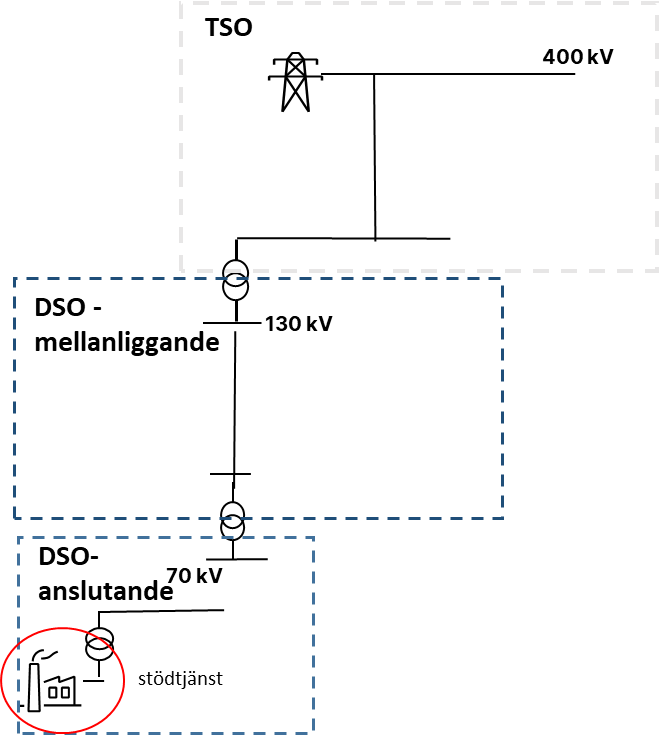 TSO
400 kV
DSO -
mellanliggande
130 kV
DSO-
anslutande
70 kV
stödtjänst